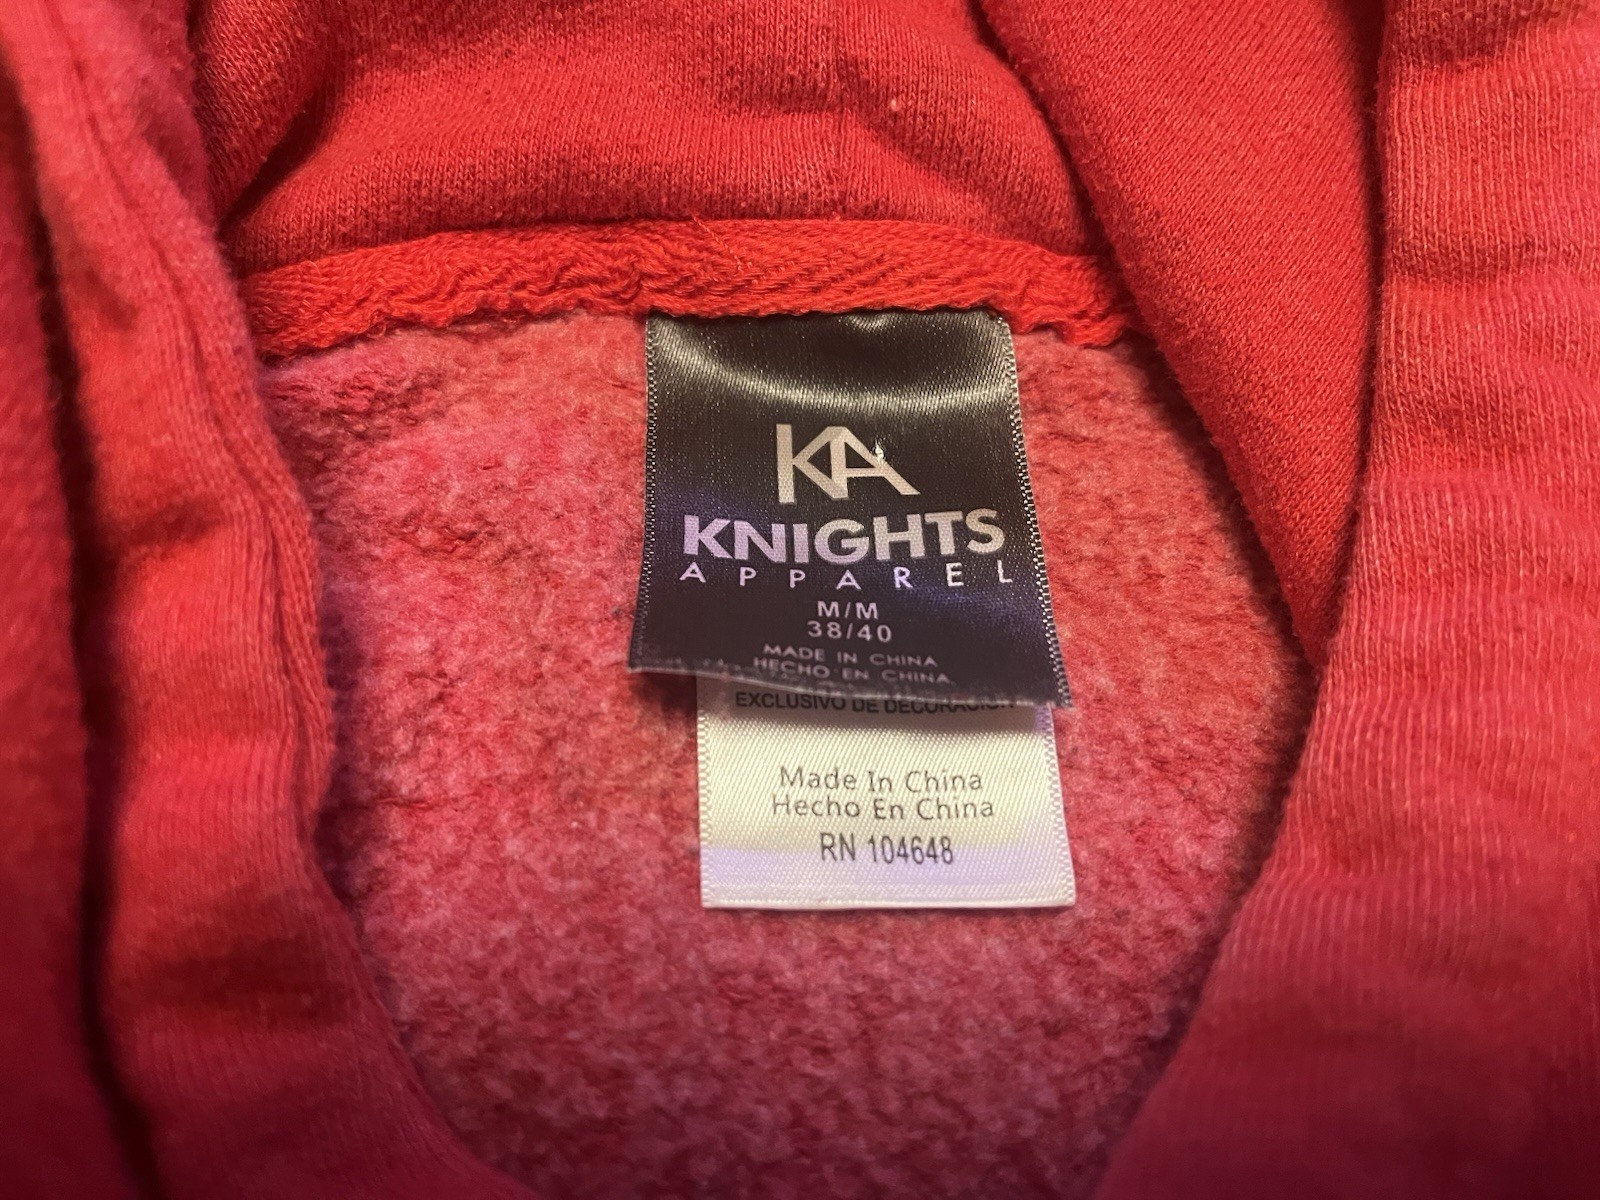 KA
KNIGHTS
APPAREL
M/M
38/40
MADE IN CHINA
HECHO EN CHINA
EXCLUSIVO DE DECORACION
Made In China
Hecho En China
RN 104648